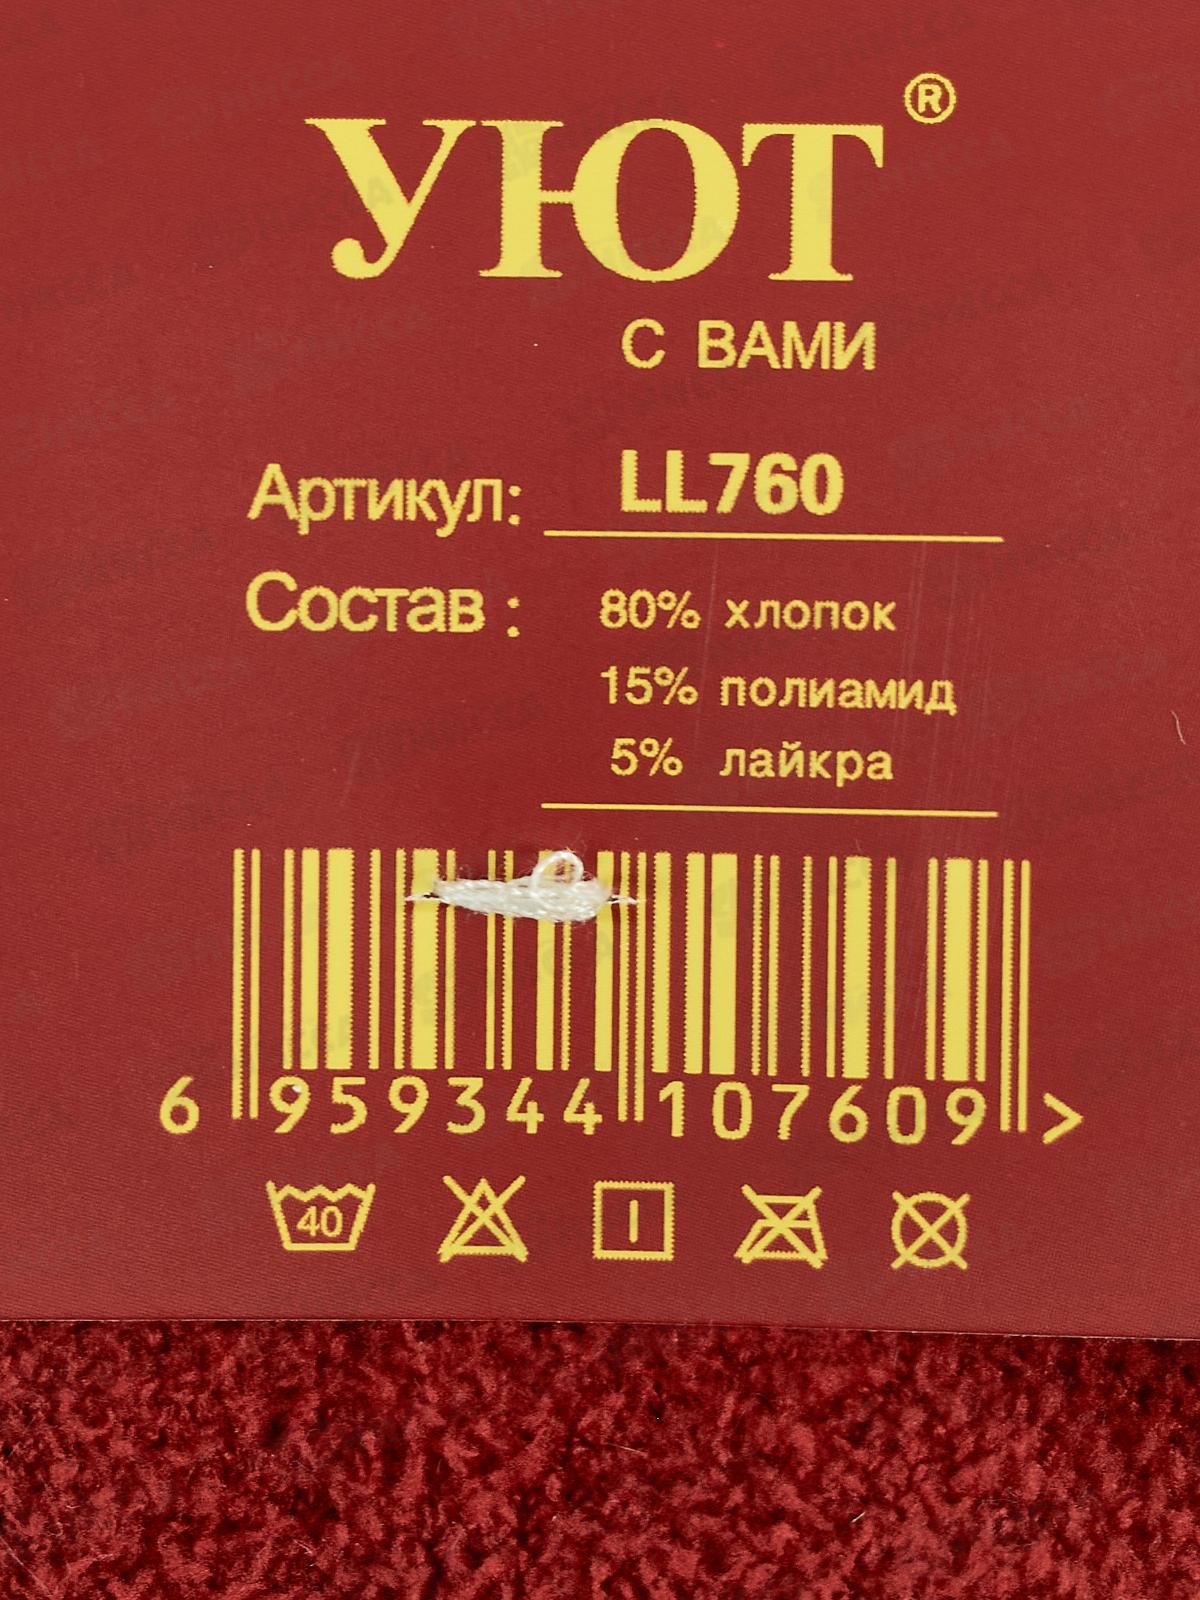 УЮТ®
С ВАМИ
Артикул: LL760
Состав : 80% хлопок
15% полиамид
5% лайкра
6 959344 107609 >
40